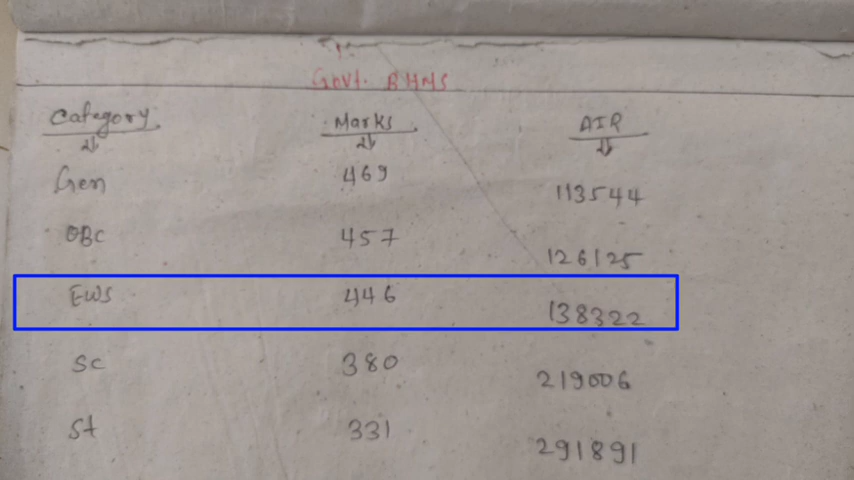 Govt. BHMS
Category Marks AIR
Gen 469 113544
OBC 457 126125
EWS 446 138322
SC 380 219006
St 331 291891